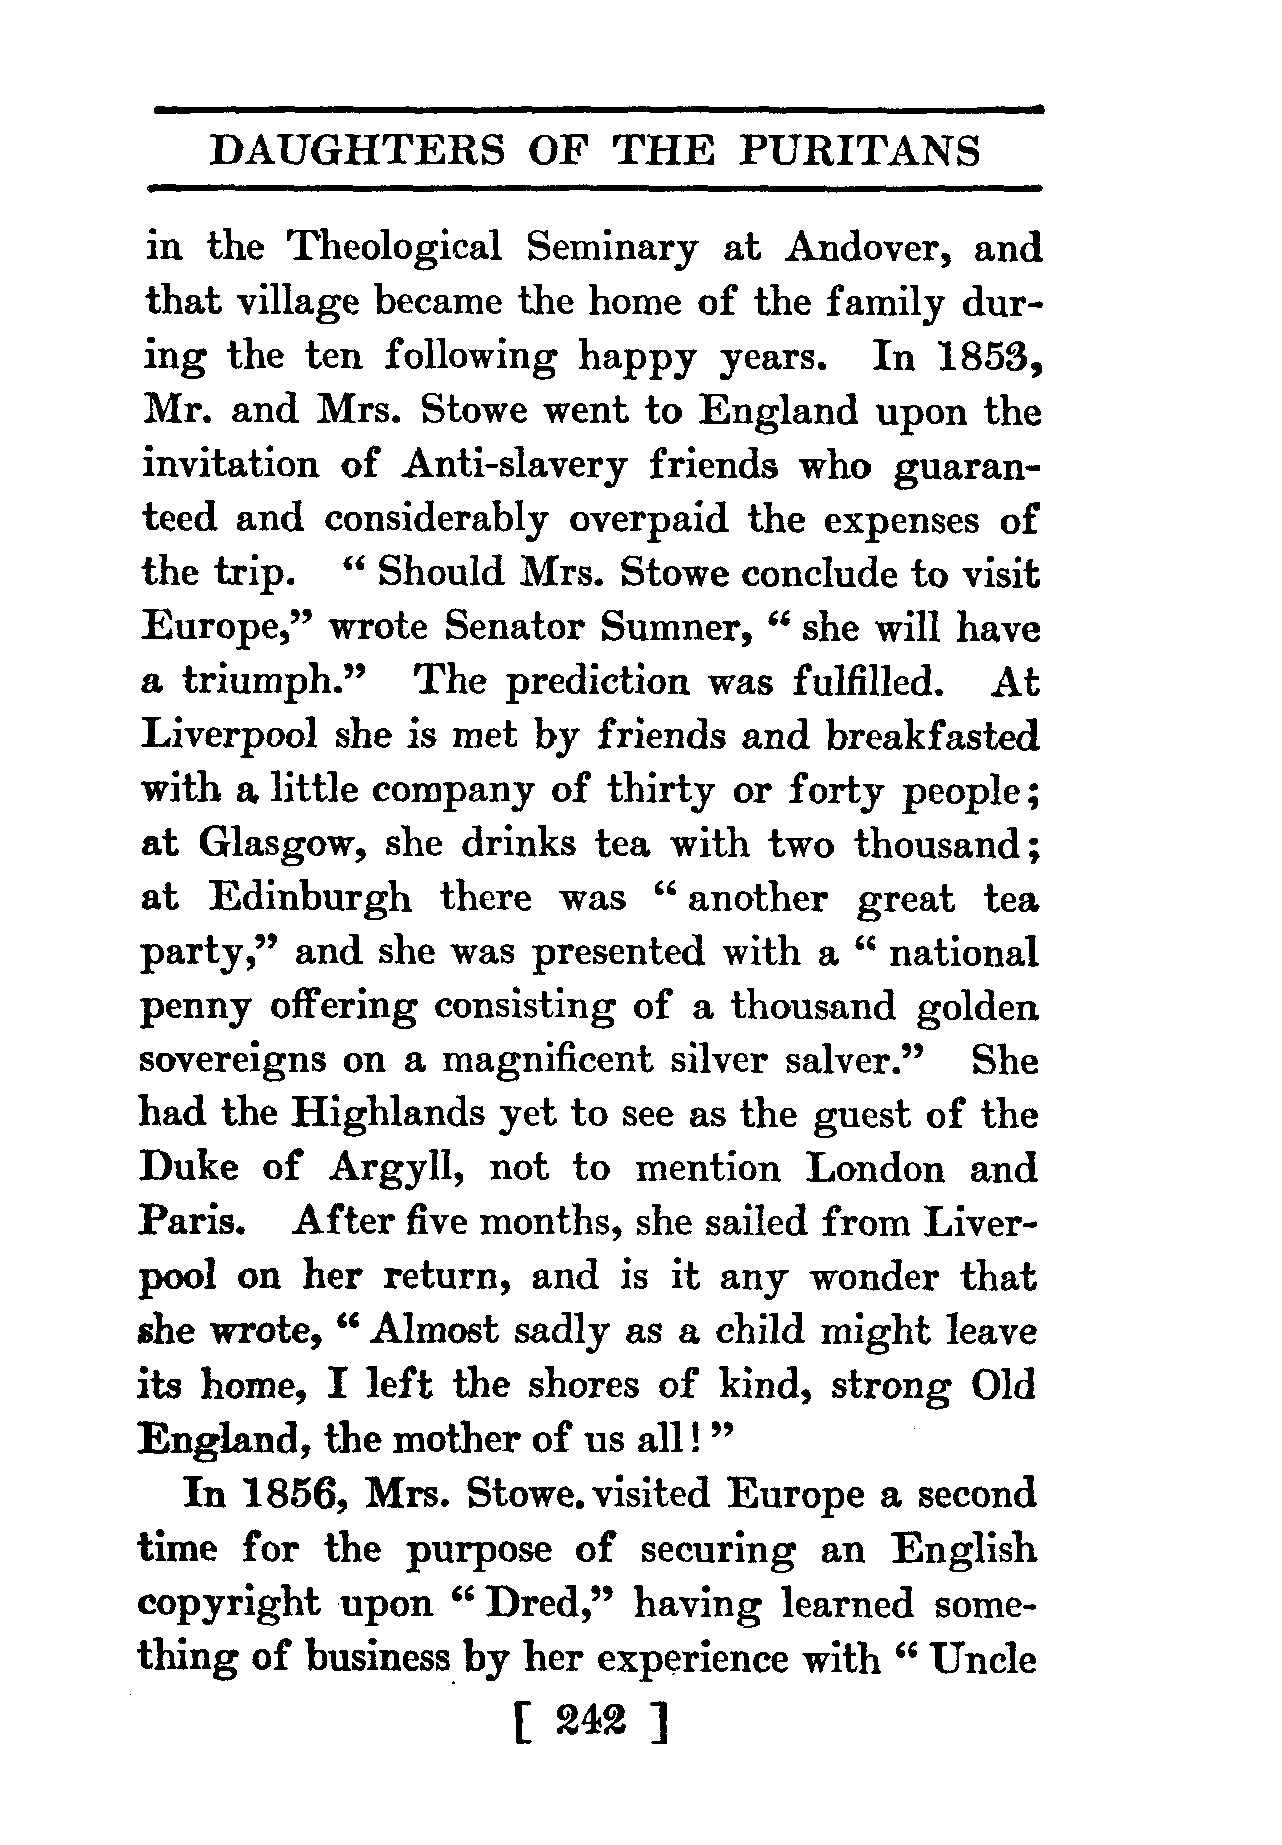 DAUGHTERS OF THE PURITANS
in the Theological Seminary at Andover, and
that village became the home of the family dur-
ing the ten following happy years. In 1853,
Mr. and Mrs. Stowe went to England upon the
invitation of Anti-slavery friends who guaran-
teed and considerably overpaid the expenses of
the trip. “ Should Mrs. Stowe conclude to visit
Europe,” wrote Senator Sumner, “ she will have
a triumph.” The prediction was fulfilled. At
Liverpool she is met by friends and breakfasted
with a little company of thirty or forty people;
at Glasgow, she drinks tea with two thousand;
at Edinburgh there was “ another great tea
party,” and she was presented with a “ national
penny offering consisting of a thousand golden
sovereigns on a magnificent silver salver.” She
had the Highlands yet to see as the guest of the
Duke of Argyll, not to mention London and
Paris. After five months, she sailed from Liver-
pool on her return, and is it any wonder that
she wrote, “ Almost sadly as a child might leave
its home, I left the shores of kind, strong Old
England, the mother of us all! ”
In 1856, Mrs. Stowe. visited Europe a second
time for the purpose of securing an English
copyright upon “ Dred,” having learned some-
thing of business by her experience with “ Uncle
[ 242 ]